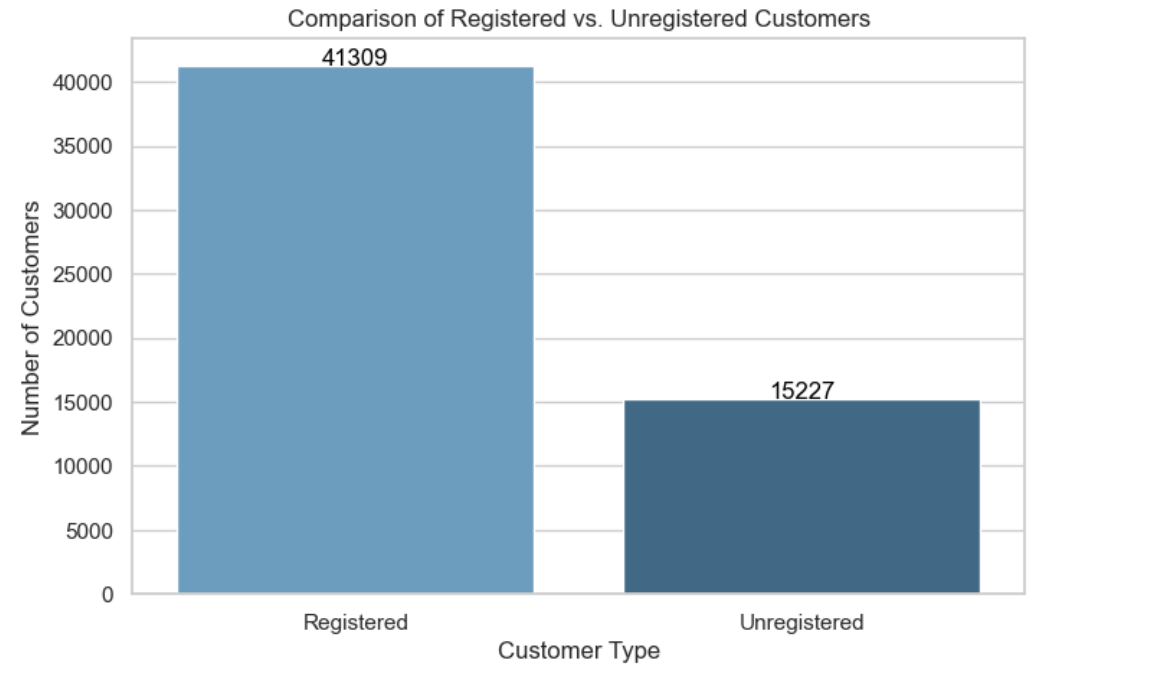 Comparison of Registered vs. Unregistered Customers
41309
40000
35000
30000
25000
20000
15227
15000
10000
5000
0
Number of Customers
Registered
Unregistered
Customer Type